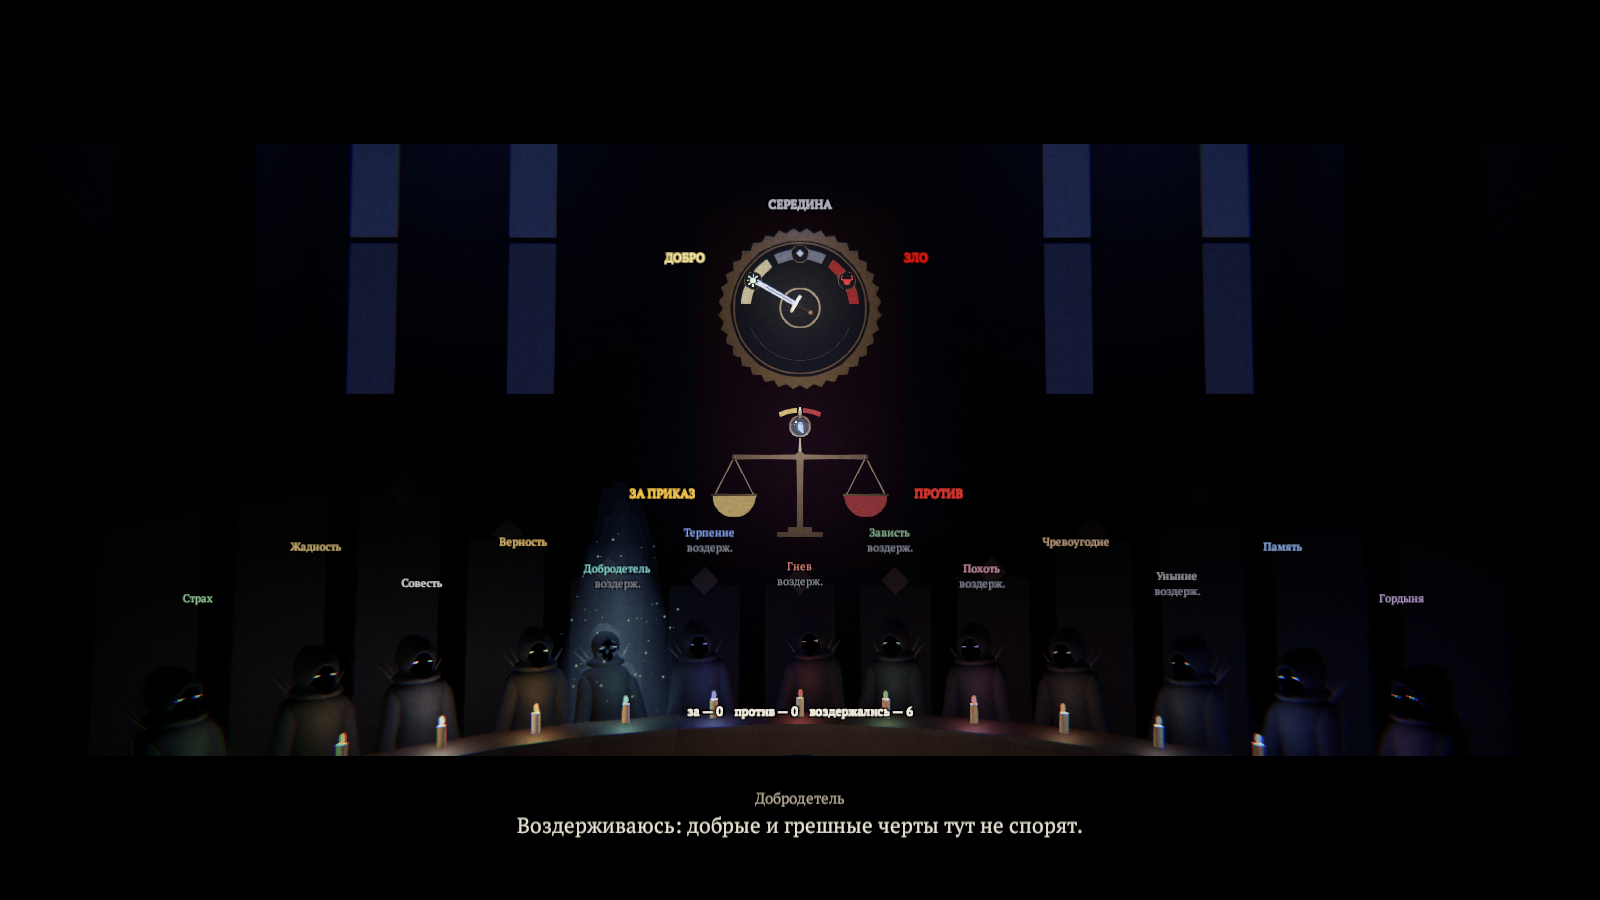 СЕРЕДИНА
ДОБРО
ЗЛО
ЗА ПРИКАЗ
ПРОТИВ
Терпение
воздерж.
Зависть
воздерж.
Жадность
Верность
Чревоугодие
Память
Добродетель
воздерж.
Гнев
воздерж.
Похоть
воздерж.
Совесть
Уныние
воздерж.
Страх
Гордыня
за — 0 против — 0 воздержались — 6
Добродетель
Воздерживаюсь: добрые и грешные черты тут не спорят.